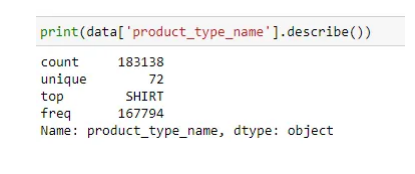 print(data['product_type_name'].describe())
count     183138
unique        72
top        SHIRT
freq      167794
Name: product_type_name, dtype: object